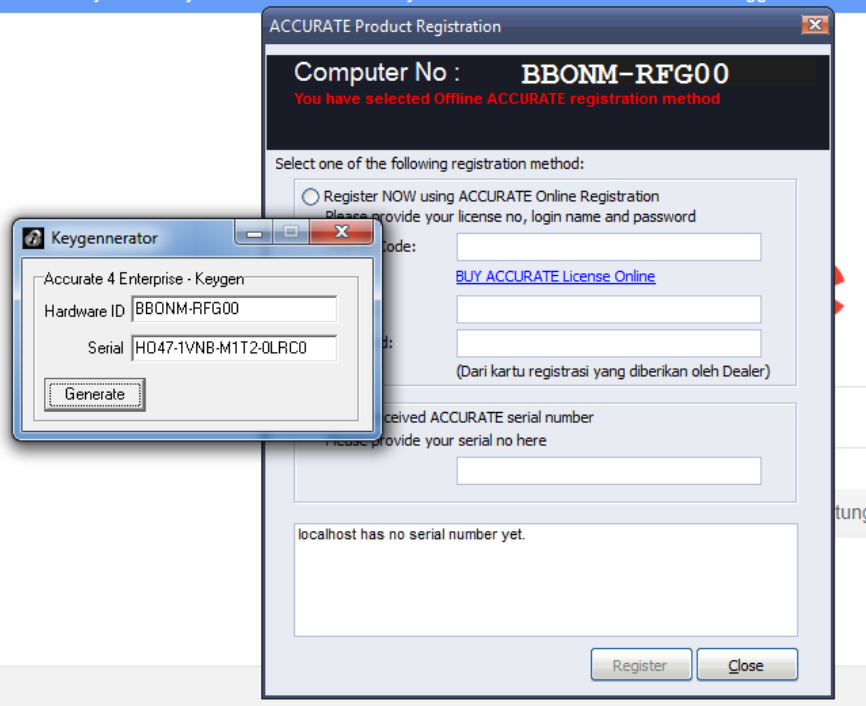 ACCURATE Product Registration
Computer No : BBONM-RFG00
You have selected Offline ACCURATE registration method
Select one of the following registration method:
Register NOW using ACCURATE Online Registration
Please provide your license no, login name and password
Code:
BUY ACCURATE License Online
d:
(Dari kartu registrasi yang diberikan oleh Dealer)
ceived ACCURATE serial number
Please provide your serial no here
localhost has no serial number yet.
Register Close
Keygennerator
Accurate 4 Enterprise - Keygen
Hardware ID BBONM-RFG00
Serial HO47-1VNB-M1T2-0LRC0
Generate
tung